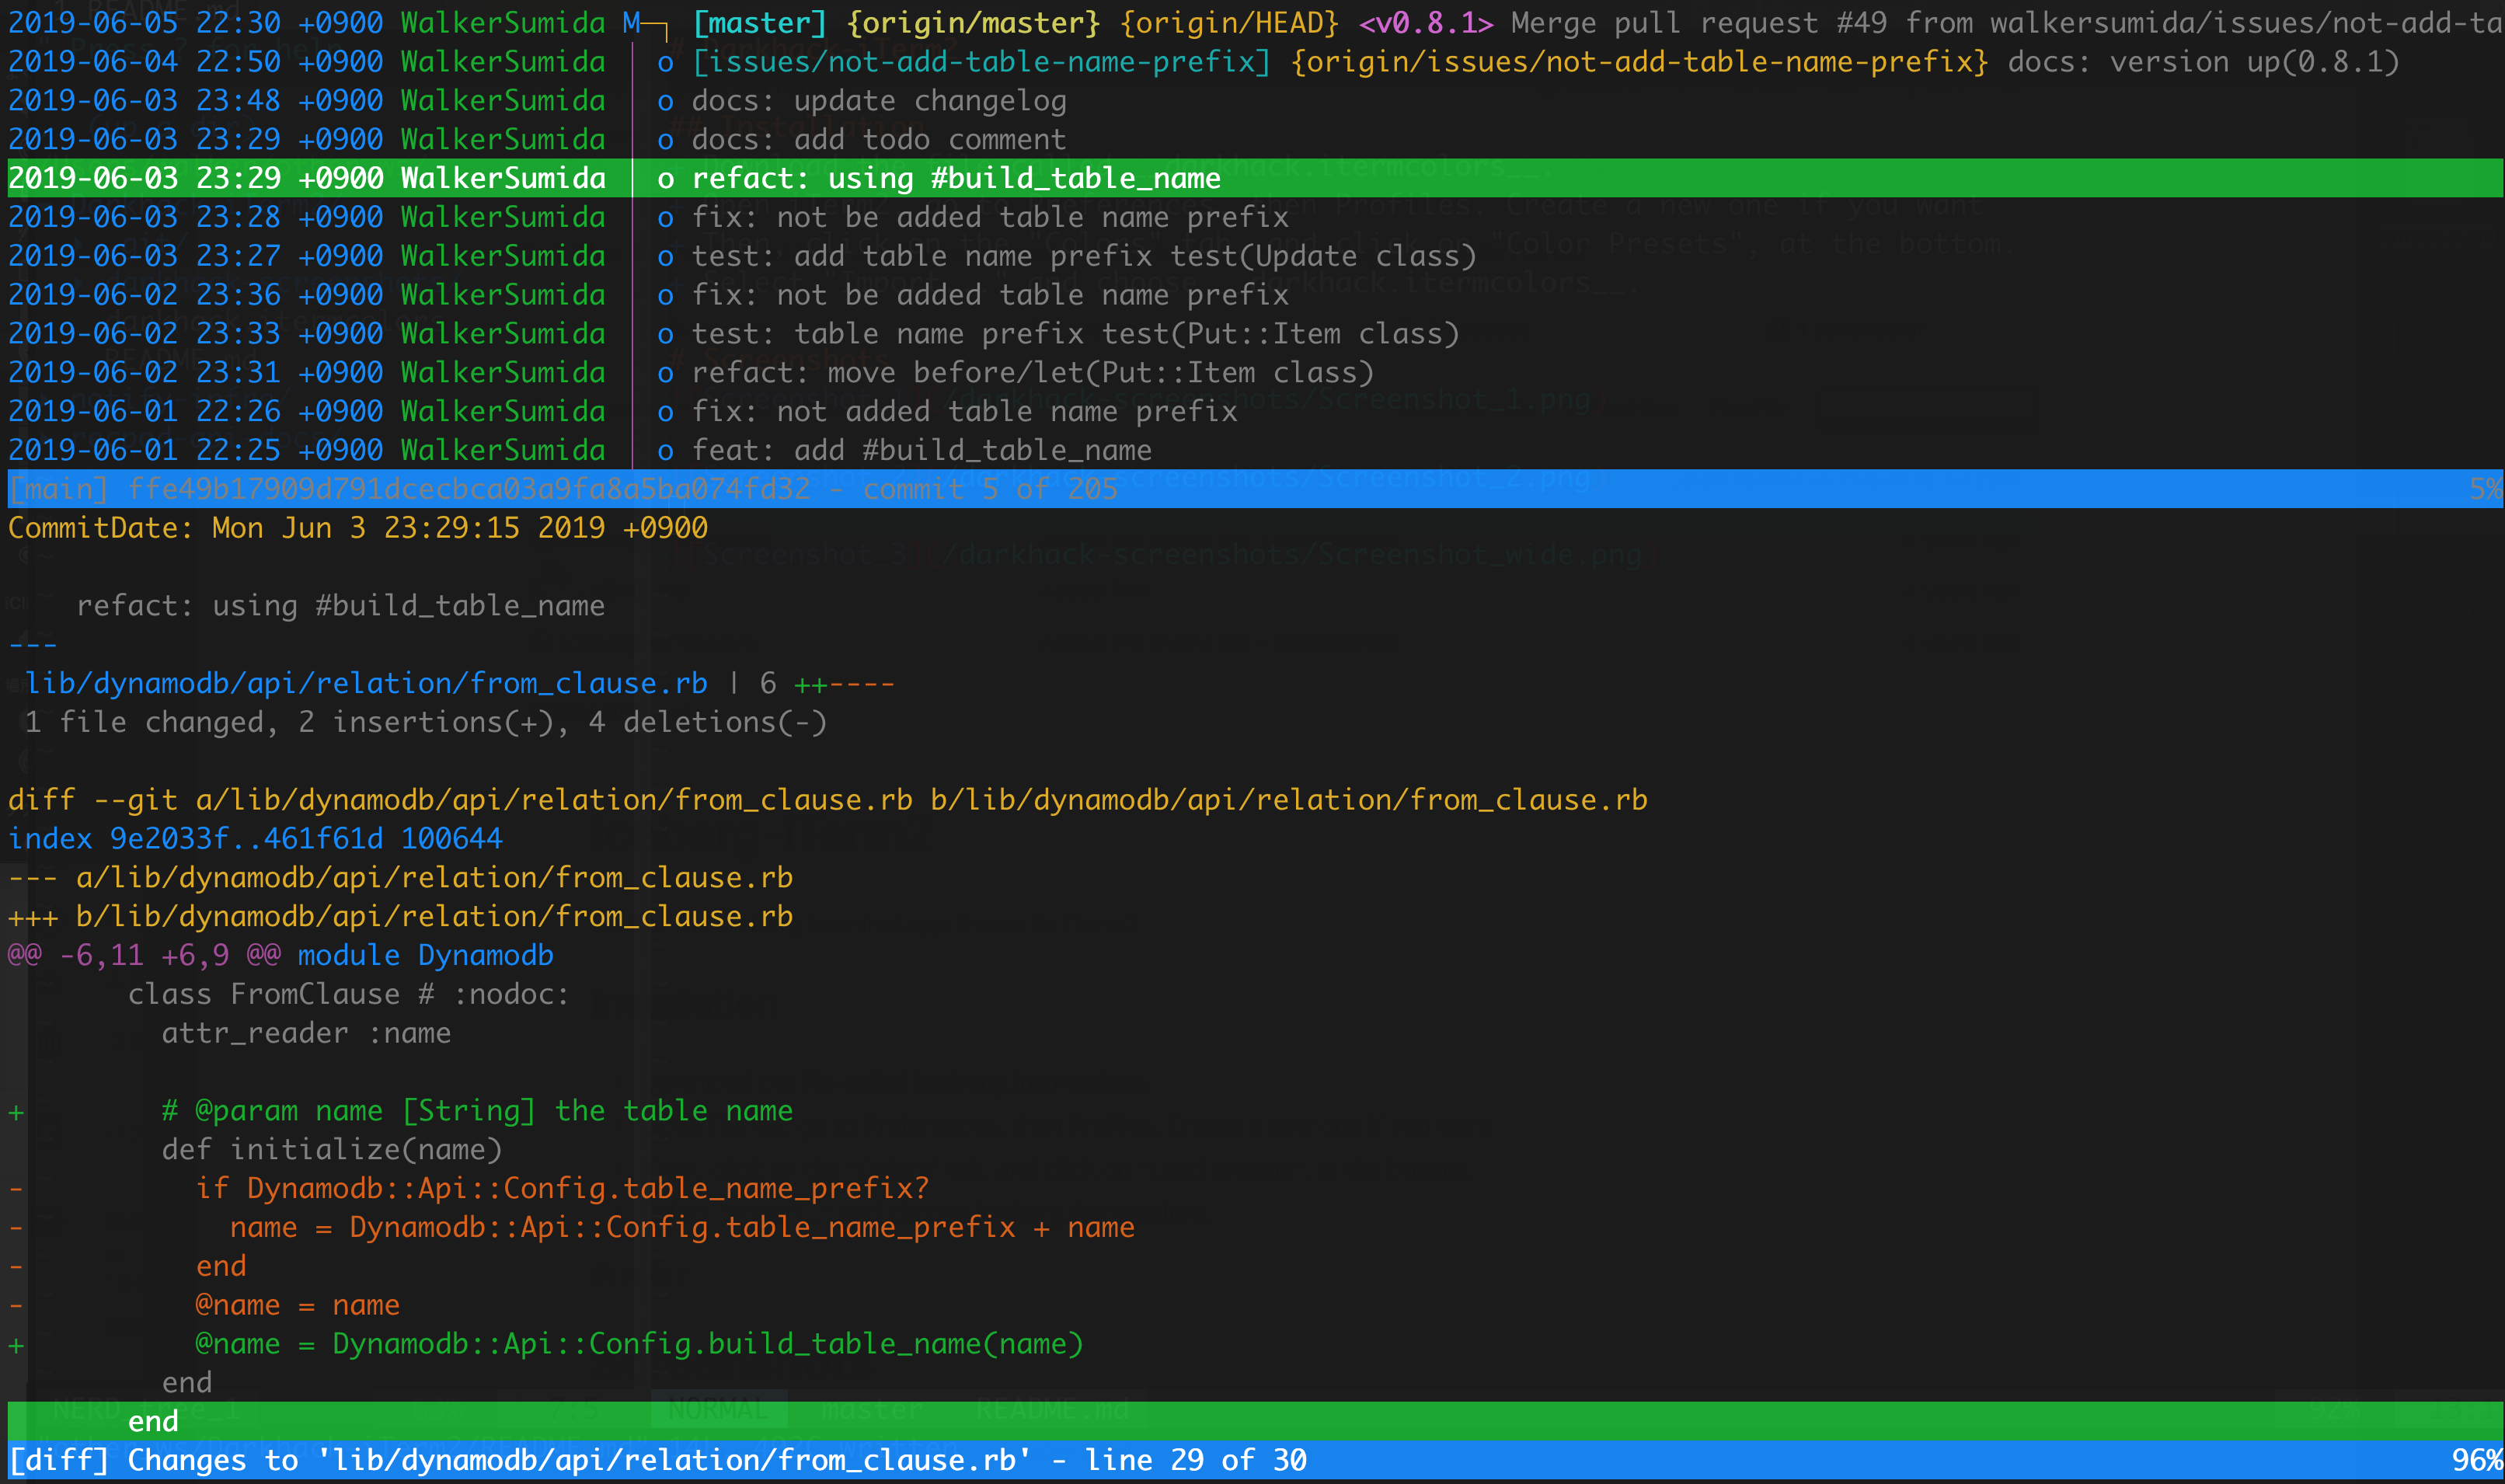 2019-06-05 22:30 +0900 WalkerSumida M─┐ [master] {origin/master} {origin/HEAD} <v0.8.1> Merge pull request #49 from walkersumida/issues/not-add-ta
2019-06-04 22:50 +0900 WalkerSumida │ o [issues/not-add-table-name-prefix] {origin/issues/not-add-table-name-prefix} docs: version up(0.8.1)
2019-06-03 23:48 +0900 WalkerSumida │ o docs: update changelog
2019-06-03 23:29 +0900 WalkerSumida │ o docs: add todo comment
2019-06-03 23:29 +0900 WalkerSumida │ o refact: using #build_table_name
2019-06-03 23:28 +0900 WalkerSumida │ o fix: not be added table name prefix
2019-06-03 23:27 +0900 WalkerSumida │ o test: add table name prefix test(Update class)
2019-06-02 23:36 +0900 WalkerSumida │ o fix: not be added table name prefix
2019-06-02 23:33 +0900 WalkerSumida │ o test: table name prefix test(Put::Item class)
2019-06-02 23:31 +0900 WalkerSumida │ o refact: move before/let(Put::Item class)
2019-06-01 22:26 +0900 WalkerSumida │ o fix: not added table name prefix
2019-06-01 22:25 +0900 WalkerSumida │ o feat: add #build_table_name
[main] ffe49b17909d791dcecbca03a9fa8a5ba074fd32 - commit 5 of 205 5%
CommitDate: Mon Jun 3 23:29:15 2019 +0900
    refact: using #build_table_name
---
 lib/dynamodb/api/relation/from_clause.rb | 6 ++----
 1 file changed, 2 insertions(+), 4 deletions(-)
diff --git a/lib/dynamodb/api/relation/from_clause.rb b/lib/dynamodb/api/relation/from_clause.rb
index 9e2033f..461f61d 100644
--- a/lib/dynamodb/api/relation/from_clause.rb
+++ b/lib/dynamodb/api/relation/from_clause.rb
@@ -6,11 +6,9 @@ module Dynamodb
       class FromClause # :nodoc:
         attr_reader :name
+        # @param name [String] the table name
         def initialize(name)
-          if Dynamodb::Api::Config.table_name_prefix?
-            name = Dynamodb::Api::Config.table_name_prefix + name
-          end
-          @name = name
+          @name = Dynamodb::Api::Config.build_table_name(name)
         end
       end
[diff] Changes to 'lib/dynamodb/api/relation/from_clause.rb' - line 29 of 30 96%